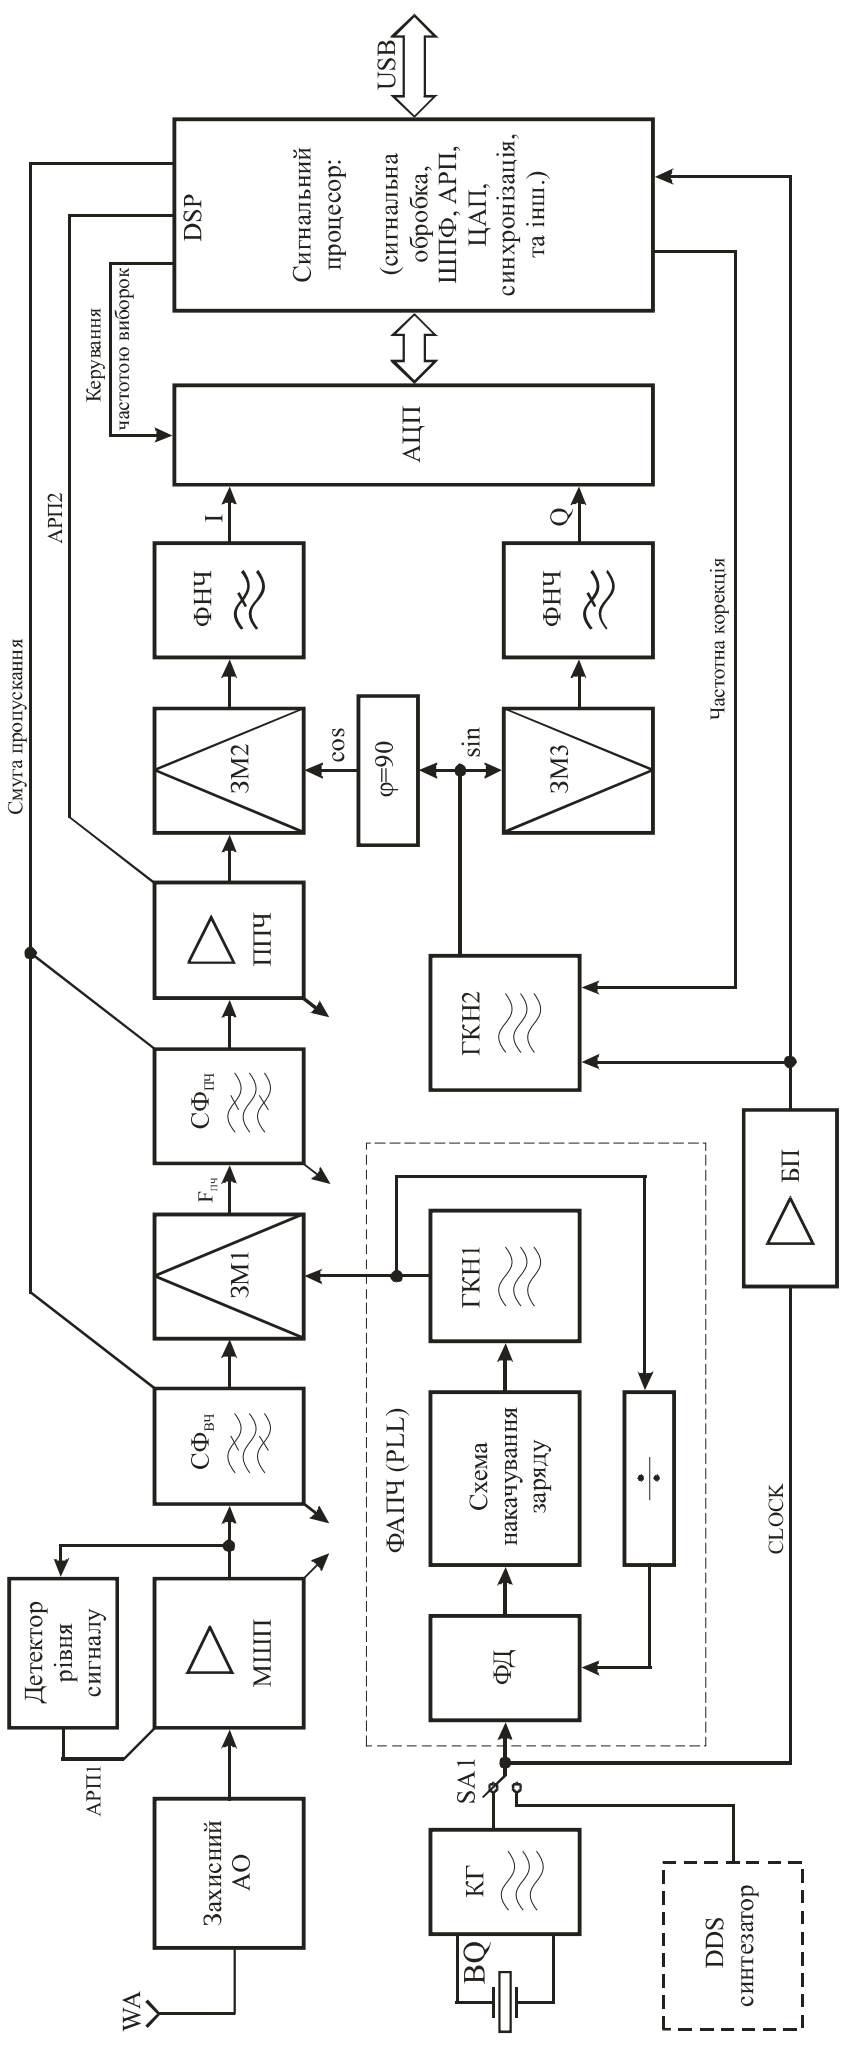 WA
Захисний
АО
АРП1
Детектор
рівня
сигналу
МШП
СФВЧ
ЗМ1
FПЧ
СФПЧ
ППЧ
ЗМ2
ФНЧ
I
Смуга пропускання
АРП2
Керування
частотою виборок
АЦП
DSP
Сигнальний
процесор:
(сигнальна
обробка,
ШПФ, АРП,
ЦАП,
синхронізація,
та інш.)
USB
cos
φ=90
sin
ЗМ3
ФНЧ
Q
ГКН2
Частотна корекція
BQ
КГ
SA1
ФАПЧ (PLL)
ФД
Схема
накачування
заряду
ГКН1
÷
DDS
синтезатор
CLOCK
БП